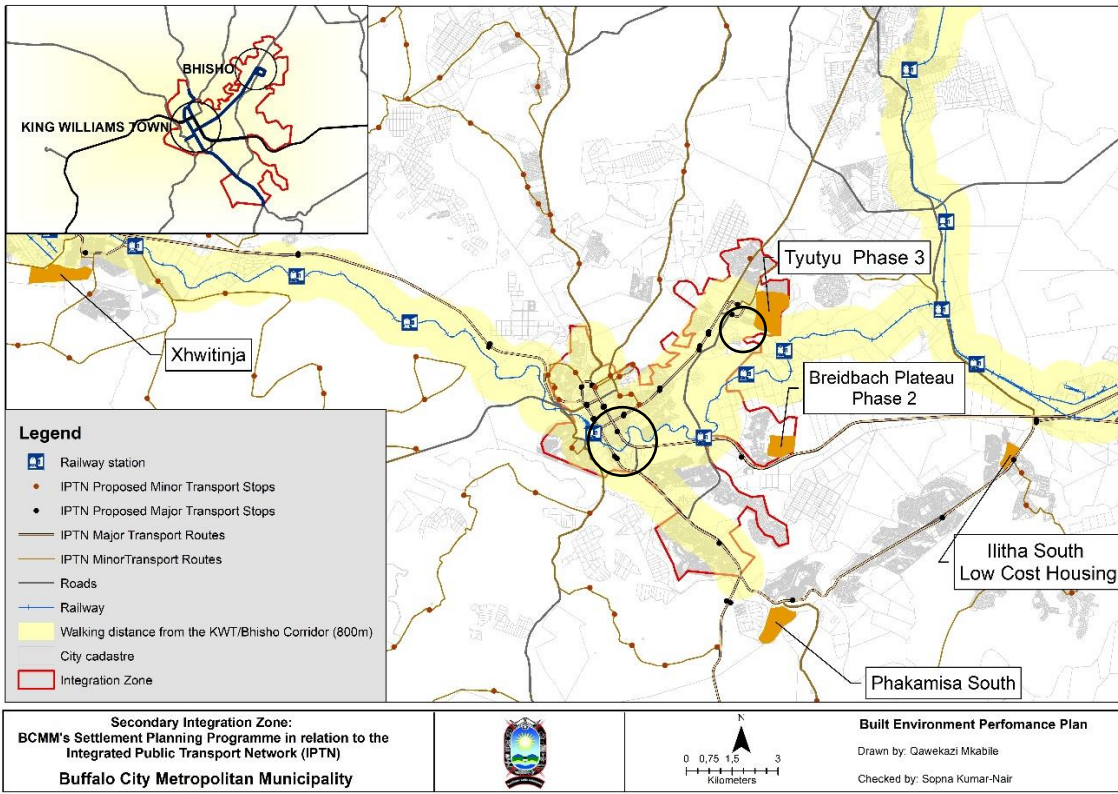 BHISHO
KING WILLIAMS TOWN
Tyutyu Phase 3
Xhwitinja
Breidbach Plateau
Phase 2
Ilitha South
Low Cost Housing
Phakamisa South
Legend
Railway station
IPTN Proposed Minor Transport Stops
IPTN Proposed Major Transport Stops
IPTN Major Transport Routes
IPTN MinorTransport Routes
Roads
Railway
Walking distance from the KWT/Bhisho Corridor (800m)
City cadastre
Integration Zone
Secondary Integration Zone:
BCMM's Settlement Planning Programme in relation to the
Integrated Public Transport Network (IPTN)
Buffalo City Metropolitan Municipality
N
0 0,75 1,5 3
Kilometers
Built Environment Perfomance Plan
Drawn by: Qawekazi Mkabile
Checked by: Sopna Kumar-Nair